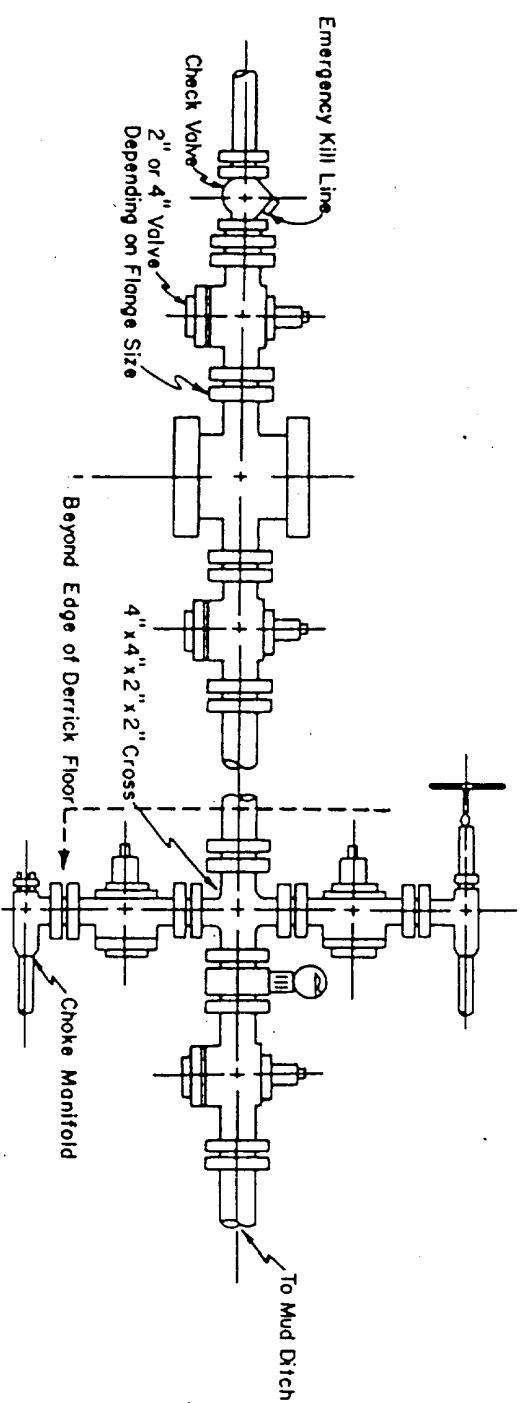 Emergency Kill Line
Check Valve
2" or 4" Valve
Depending on Flange Size
4"x4"x2"x2" Cross
Beyond Edge of Derrick Floor
Choke Manifold
To Mud Ditch